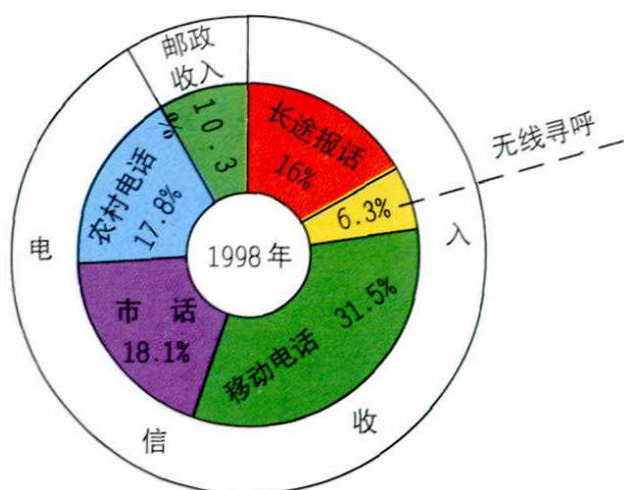 邮政
收入
10.3%
长途报话
16%
无线寻呼
6.3%
农村电话
17.8%
1998年
市话
18.1%
移动电话 31.5%
电信收入